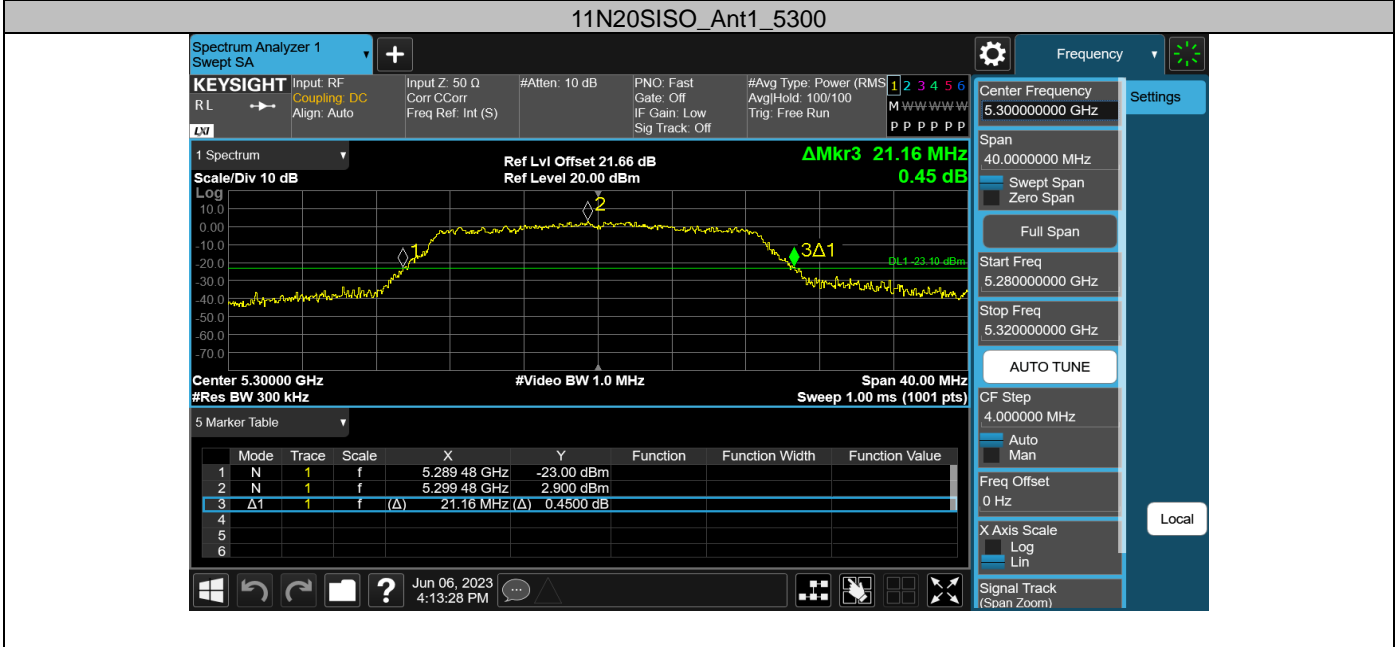 11N20SISO_Ant1_5300
Spectrum Analyzer 1
Swept SA
+
Frequency
KEYSIGHT
RL
LXI
Input: RF
Coupling: DC
Align: Auto
Input Z: 50 Ω
Corr CCorr
Freq Ref: Int (S)
#Atten: 10 dB
PNO: Fast
Gate: Off
IF Gain: Low
Sig Track: Off
#Avg Type: Power (RMS
Avg|Hold: 100/100
Trig: Free Run
1 2 3 4 5 6
M W W W W W
P P P P P P
1 Spectrum
Scale/Div 10 dB
Ref Lvl Offset 21.66 dB
Ref Level 20.00 dBm
ΔMkr3 21.16 MHz
0.45 dB
Log
10.0
0.00
-10.0
-20.0
-30.0
-40.0
-50.0
-60.0
-70.0
1
2
3Δ1
DL1 -23.10 dBm
Center 5.30000 GHz
#Res BW 300 kHz
#Video BW 1.0 MHz
Span 40.00 MHz
Sweep 1.00 ms (1001 pts)
5 Marker Table
Mode Trace Scale X Y Function Function Width Function Value
1 N 1 f 5.289 48 GHz -23.00 dBm
2 N 1 f 5.299 48 GHz 2.900 dBm
3 Δ1 1 f (Δ) 21.16 MHz (Δ) 0.4500 dB
4
5
6
?
Jun 06, 2023
4:13:28 PM
Center Frequency
5.300000000 GHz
Span
40.0000000 MHz
Swept Span
Zero Span
Full Span
Start Freq
5.280000000 GHz
Stop Freq
5.320000000 GHz
AUTO TUNE
CF Step
4.000000 MHz
Auto
Man
Freq Offset
0 Hz
X Axis Scale
Log
Lin
Signal Track
(Span Zoom)
Settings
Local